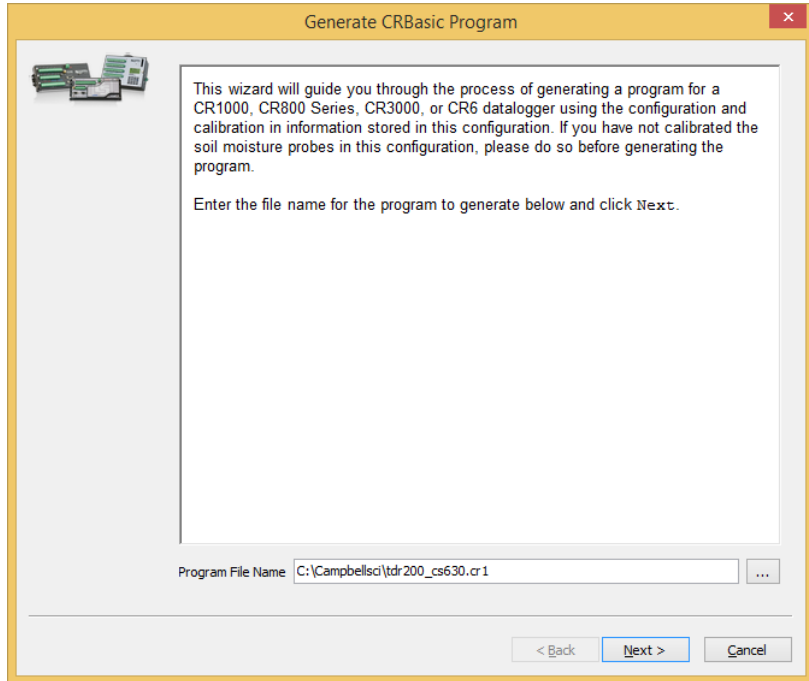 Generate CRBasic Program
This wizard will guide you through the process of generating a program for a
CR1000, CR800 Series, CR3000, or CR6 datalogger using the configuration and
calibration in information stored in this configuration. If you have not calibrated the
soil moisture probes in this configuration, please do so before generating the
program.
Enter the file name for the program to generate below and click Next.
Program File Name C:\Campbellsci\tdr200_cs630.cr1 ...
< Back Next > Cancel